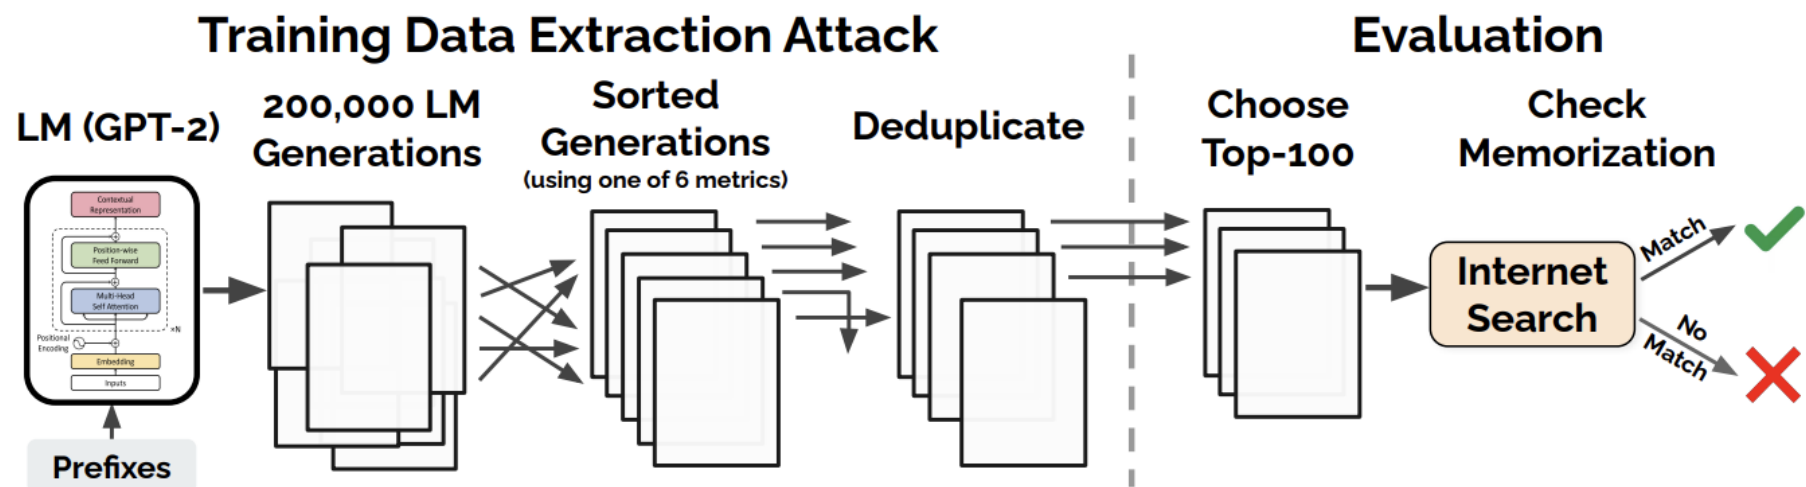 Training Data Extraction Attack
Evaluation
LM (GPT-2)
200,000 LM
Generations
Sorted
Generations
(using one of 6 metrics)
Deduplicate
Choose
Top-100
Check
Memorization
Contextual
Representation
Position-wise
Feed Forward
Multi-Head
Self Attention
×N
Positional
Encoding
Embedding
Inputs
Prefixes
Internet
Search
Match
No
Match